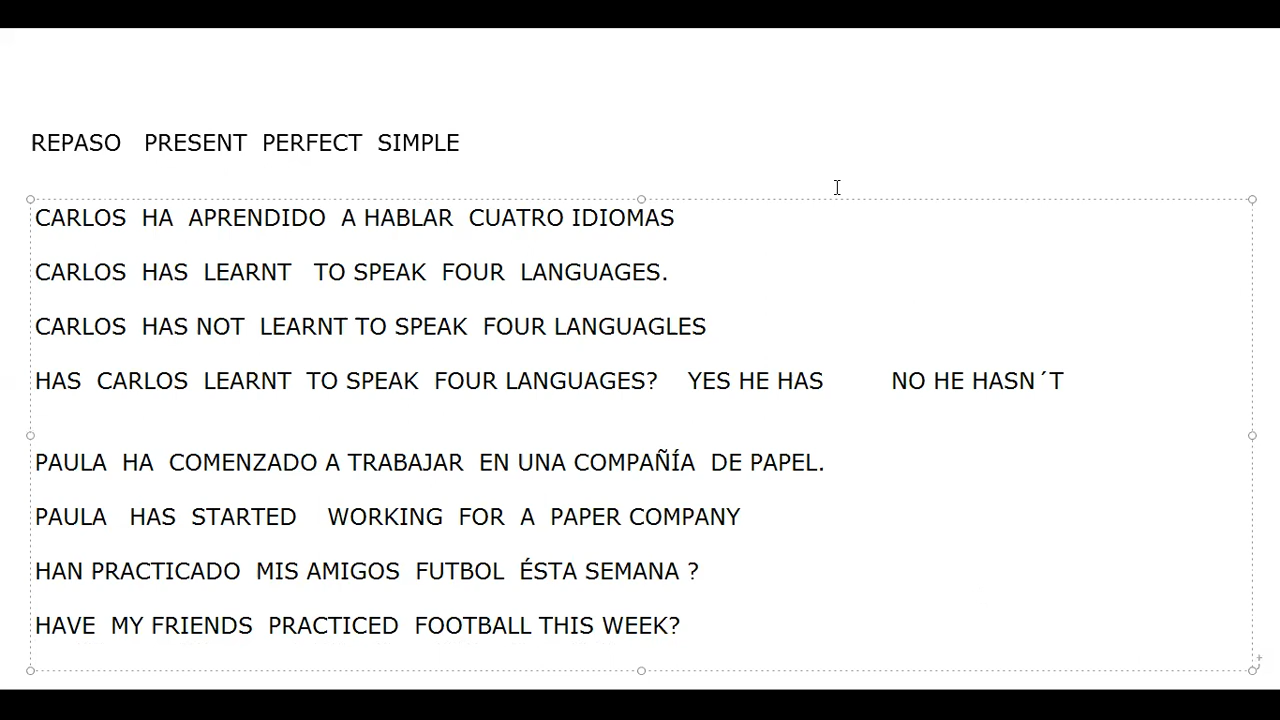 REPASO PRESENT PERFECT SIMPLE
CARLOS HA APRENDIDO A HABLAR CUATRO IDIOMAS
CARLOS HAS LEARNT TO SPEAK FOUR LANGUAGES.
CARLOS HAS NOT LEARNT TO SPEAK FOUR LANGUAGLES
HAS CARLOS LEARNT TO SPEAK FOUR LANGUAGES? YES HE HAS NO HE HASN´T
PAULA HA COMENZADO A TRABAJAR EN UNA COMPAÑÍA DE PAPEL.
PAULA HAS STARTED WORKING FOR A PAPER COMPANY
HAN PRACTICADO MIS AMIGOS FUTBOL ÉSTA SEMANA ?
HAVE MY FRIENDS PRACTICED FOOTBALL THIS WEEK?